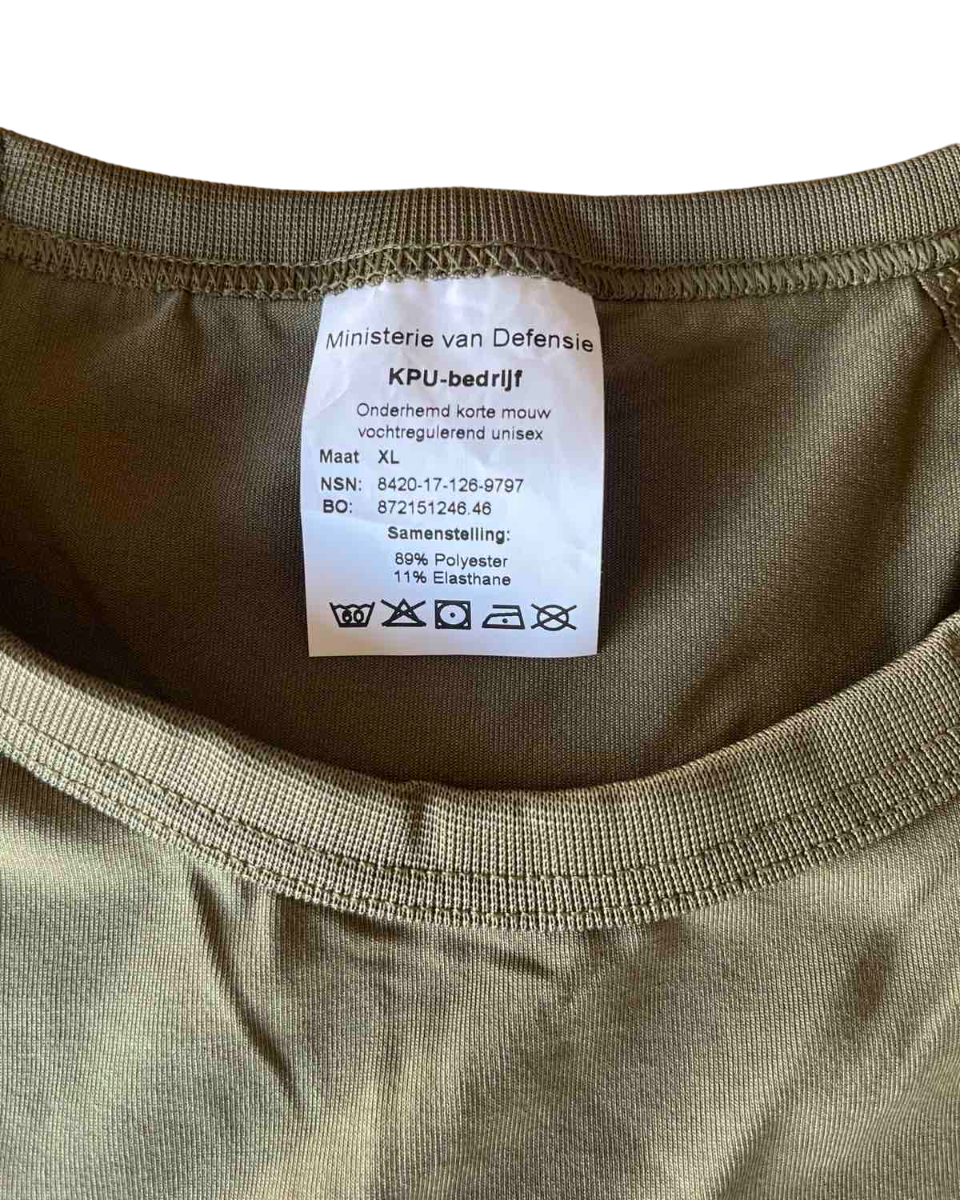 Ministerie van Defensie
KPU-bedrijf
Onderhemd korte mouw
vochtregulerend unisex
Maat XL
NSN: 8420-17-126-9797
BO: 872151246.46
Samenstelling:
89% Polyester
11% Elasthane
60